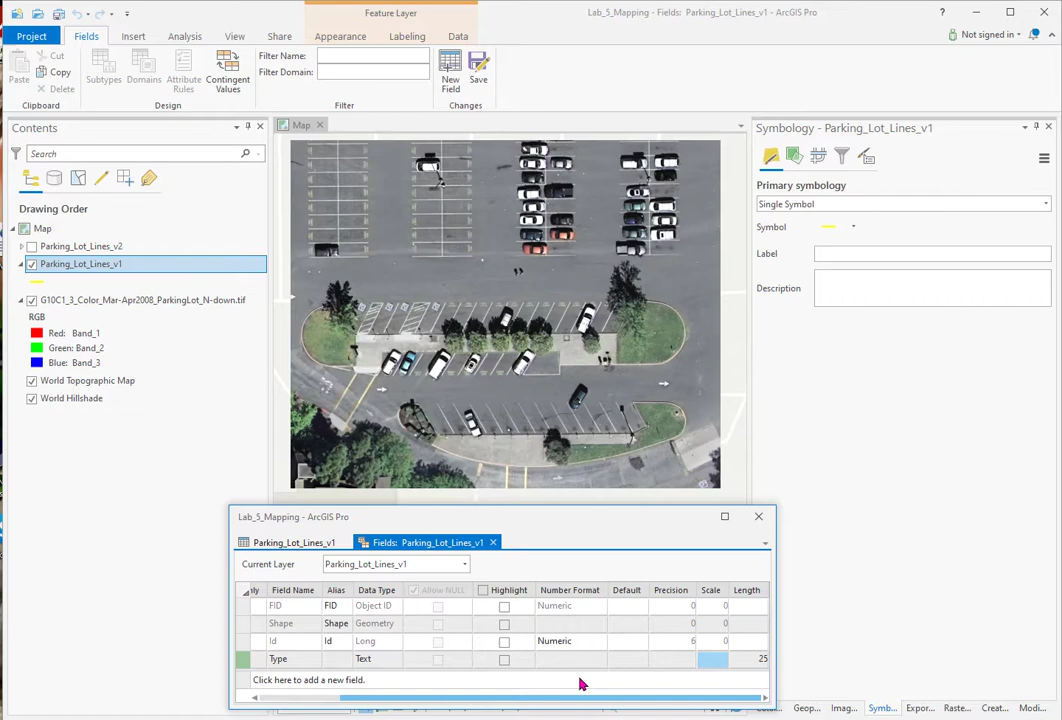 Feature Layer
Lab_5_Mapping - Fields: Parking_Lot_Lines_v1 - ArcGIS Pro
Project Fields Insert Analysis View Share Appearance Labeling Data
Not signed in
Paste
Cut
Copy
Delete
Clipboard
Subtypes
Domains
Attribute
Rules
Contingent
Values
Design
Filter Name:
Filter Domain:
Filter
New
Field
Save
Changes
Contents
Search
Drawing Order
Map
Parking_Lot_Lines_v2
Parking_Lot_Lines_v1
G10C1_3_Color_Mar-Apr2008_ParkingLot_N-down.tif
RGB
Red: Band_1
Green: Band_2
Blue: Band_3
World Topographic Map
World Hillshade
Map
Symbology - Parking_Lot_Lines_v1
Primary symbology
Single Symbol
Symbol
Label
Description
Lab_5_Mapping - ArcGIS Pro
Parking_Lot_Lines_v1 Fields: Parking_Lot_Lines_v1
Current Layer Parking_Lot_Lines_v1
Field Name Alias Data Type Allow NULL Highlight Number Format Default Precision Scale Length
FID FID Object ID Numeric 0 0
Shape Shape Geometry 0 0
Id Id Long Numeric 6 0
Type Text 25
Click here to add a new field.
Geop... Imag... Symb... Expor... Raste... Creat... Modi...